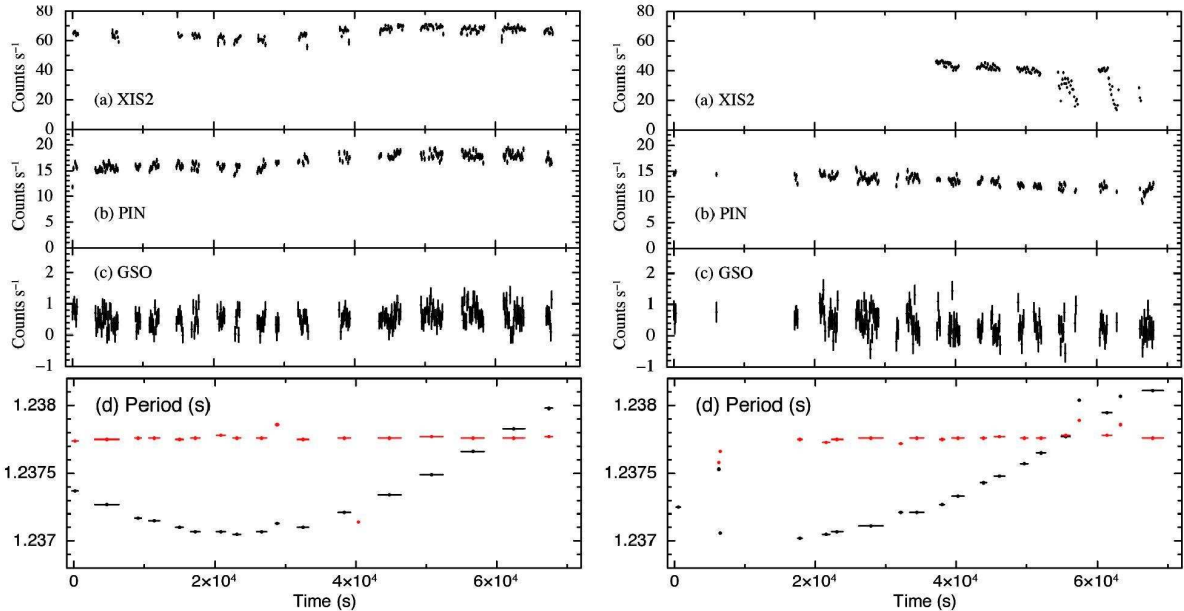 80
60
40
20
0
Counts s⁻¹
(a) XIS2
20
15
10
5
0
Counts s⁻¹
(b) PIN
2
1
0
−1
Counts s⁻¹
(c) GSO
1.238
1.2375
1.237
(d) Period (s)
0
2×10⁴
4×10⁴
6×10⁴
Time (s)
80
60
40
20
0
Counts s⁻¹
(a) XIS2
20
15
10
5
0
Counts s⁻¹
(b) PIN
2
1
0
−1
Counts s⁻¹
(c) GSO
1.238
1.2375
1.237
(d) Period (s)
0
2×10⁴
4×10⁴
6×10⁴
Time (s)